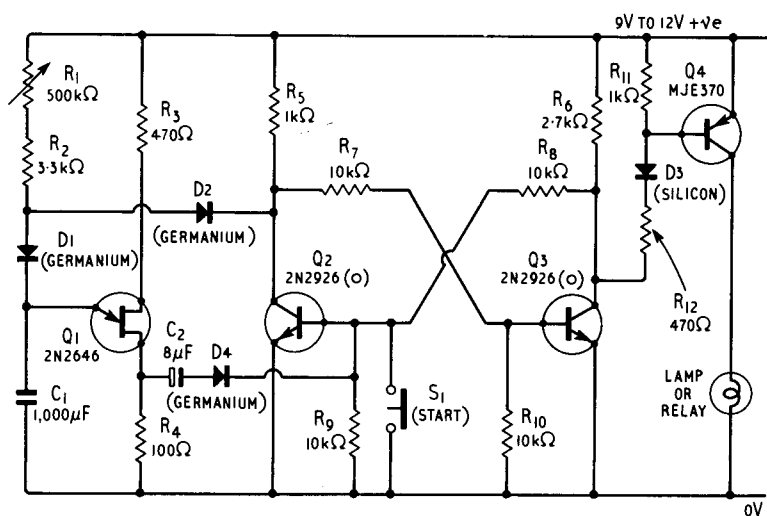 9V TO 12V +ve
R1
500kΩ
R2
3·3kΩ
R3
470Ω
R5
1kΩ
R7
10kΩ
R8
10kΩ
R6
2·7kΩ
R11
1kΩ
Q4
MJE370
D3
(SILICON)
D2
(GERMANIUM)
D1
(GERMANIUM)
Q2
2N2926(o)
Q3
2N2926(o)
R12
470Ω
Q1
2N2646
C2
8µF
D4
(GERMANIUM)
C1
1,000µF
R4
100Ω
R9
10kΩ
S1
(START)
R10
10kΩ
LAMP
OR
RELAY
0V